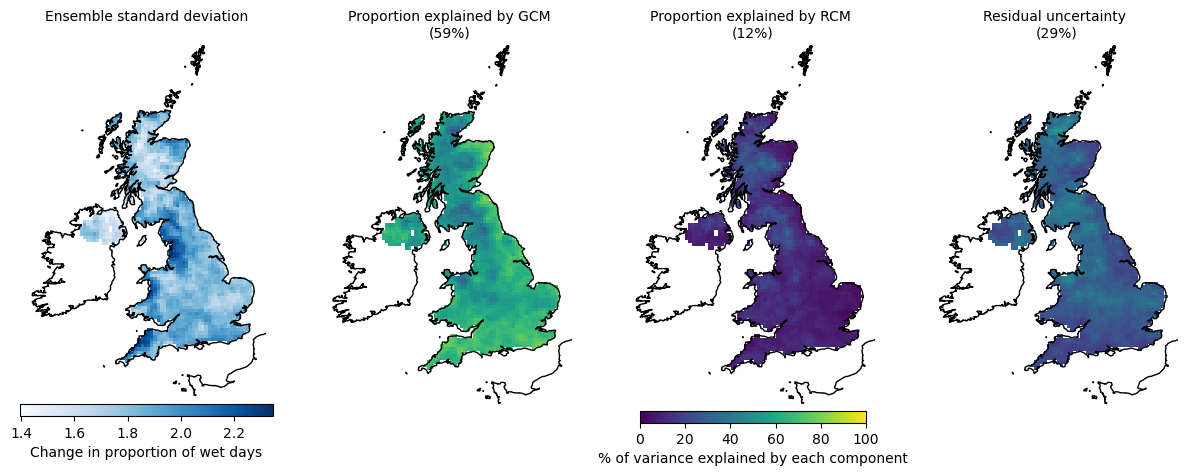 Ensemble standard deviation
Proportion explained by GCM
(59%)
Proportion explained by RCM
(12%)
Residual uncertainty
(29%)
1.4 1.6 1.8 2.0 2.2
Change in proportion of wet days
0 20 40 60 80 100
% of variance explained by each component